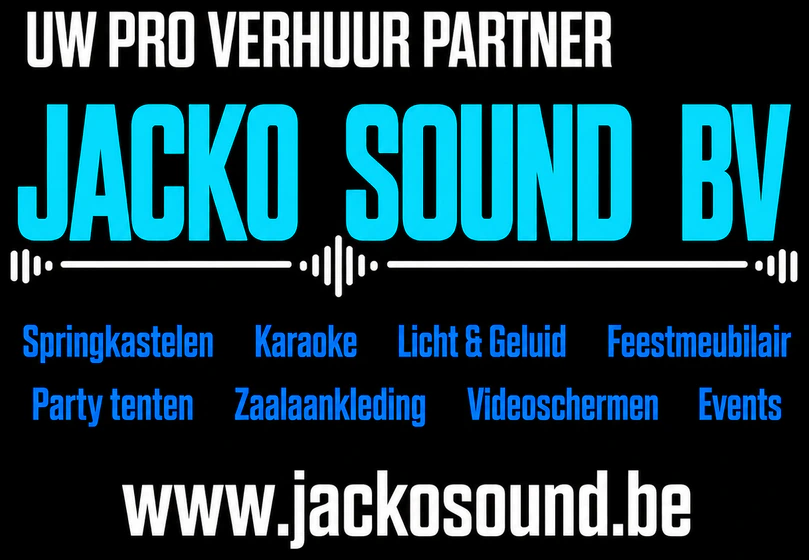 UW PRO VERHUUR PARTNER
JACKO SOUND BV
Springkastelen Karaoke Licht & Geluid Feestmeubilair
Party tenten Zaalaankleding Videoschermen Events
www.jackosound.be